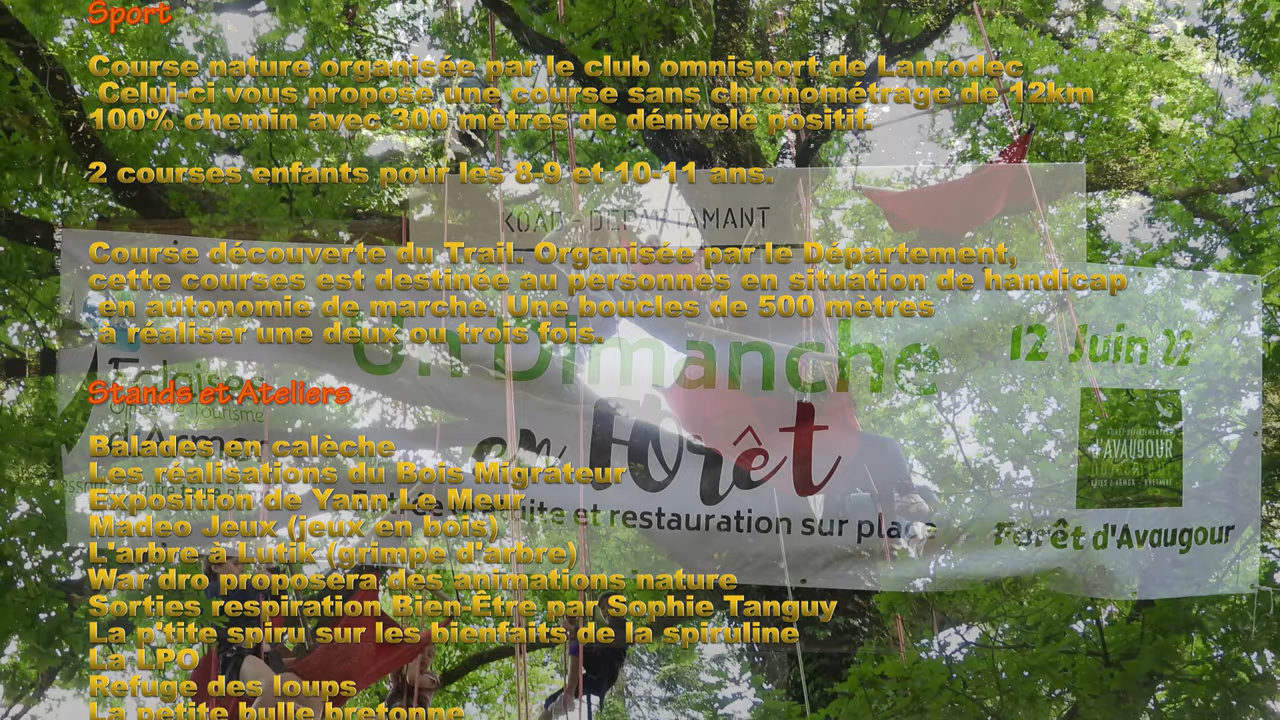 Sport
Course nature organisée par le club omnisport de Lanrodec
Celui-ci vous propose une course sans chronométrage de 12km
100% chemin avec 300 mètres de dénivelé positif.
2 courses enfants pour les 8-9 et 10-11 ans.
KOAD - DEPARTAMANT
Course découverte du Trail. Organisée par le Département,
cette courses est destinée au personnes en situation de handicap
en autonomie de marche. Une boucles de 500 mètres
à réaliser une deux ou trois fois.
Un Dimanche
en Forêt
et restauration sur place
12 Juin 22
D'AVAUGOUR
Forêt d'Avaugour
Falaises
d'Armor
Stands et Ateliers
Balades en calèche
Les réalisations du Bois Migrateur
Exposition de Yann Le Meur
Madeo Jeux (jeux en bois)
L'arbre à Lutik (grimpe d'arbre)
War dro proposera des animations nature
Sorties respiration Bien-Être par Sophie Tanguy
La p'tite spiru sur les bienfaits de la spiruline
La LPO
Refuge des loups
La petite bulle bretonne